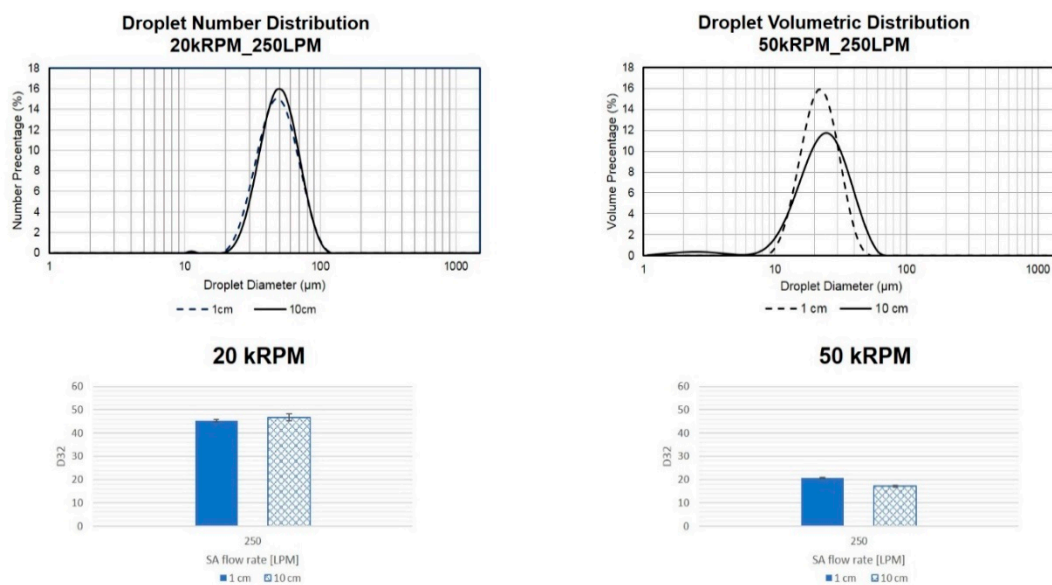 Droplet Number Distribution
20kRPM_250LPM
Number Precentage (%)
18
16
14
12
10
8
6
4
2
0
1
10
100
1000
Droplet Diameter (µm)
1cm
10cm
Droplet Volumetric Distribution
50kRPM_250LPM
Volume Precentage (%)
18
16
14
12
10
8
6
4
2
0
1
10
100
1000
Droplet Diameter (µm)
1 cm
10 cm
20 kRPM
D32
60
50
40
30
20
10
0
250
SA flow rate [LPM]
1 cm
10 cm
50 kRPM
D32
60
50
40
30
20
10
0
250
SA flow rate [LPM]
1 cm
10 cm